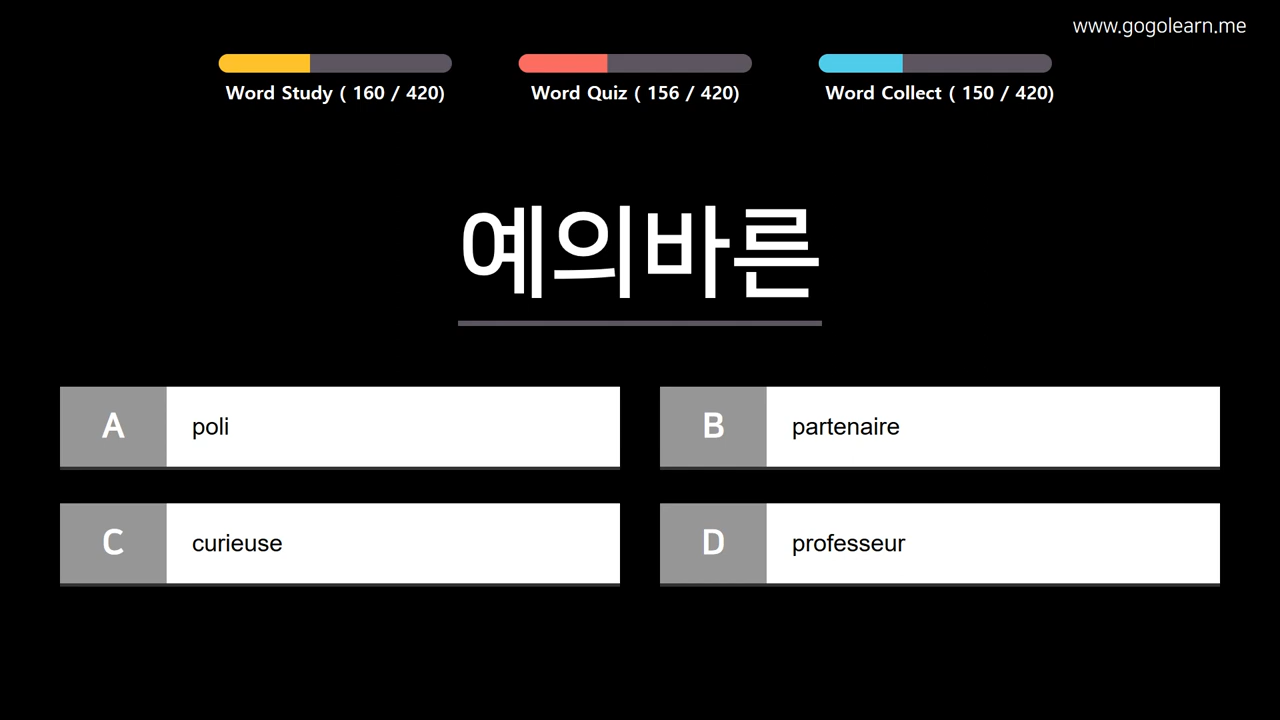 www.gogolearn.me
Word Study ( 160 / 420)
Word Quiz ( 156 / 420)
Word Collect ( 150 / 420)
예의바른
A poli
B partenaire
C curieuse
D professeur